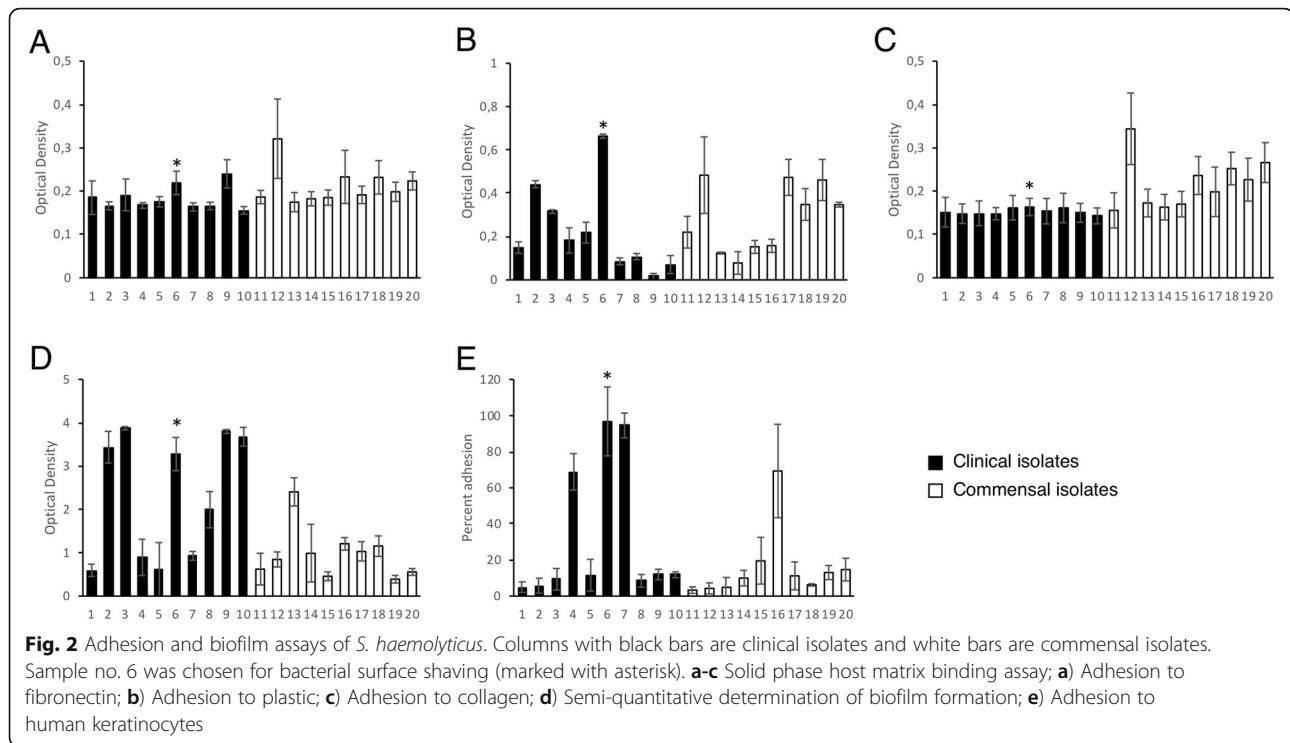 A
B
C
0,5
0,4
0,3
0,2
0,1
0
Optical Density
*
1 2 3 4 5 6 7 8 9 10 11 12 13 14 15 16 17 18 19 20
1
0,8
0,6
0,4
0,2
0
Optical Density
*
1 2 3 4 5 6 7 8 9 10 11 12 13 14 15 16 17 18 19 20
0,5
0,4
0,3
0,2
0,1
0
Optical Density
*
1 2 3 4 5 6 7 8 9 10 11 12 13 14 15 16 17 18 19 20
D
E
5
4
3
2
1
0
Optical Density
*
1 2 3 4 5 6 7 8 9 10 11 12 13 14 15 16 17 18 19 20
120
100
80
60
40
20
0
Percent adhesion
*
1 2 3 4 5 6 7 8 9 10 11 12 13 14 15 16 17 18 19 20
Clinical isolates
Commensal isolates
Fig. 2 Adhesion and biofilm assays of S. haemolyticus. Columns with black bars are clinical isolates and white bars are commensal isolates.
Sample no. 6 was chosen for bacterial surface shaving (marked with asterisk). a-c Solid phase host matrix binding assay; a) Adhesion to
fibronectin; b) Adhesion to plastic; c) Adhesion to collagen; d) Semi-quantitative determination of biofilm formation; e) Adhesion to
human keratinocytes